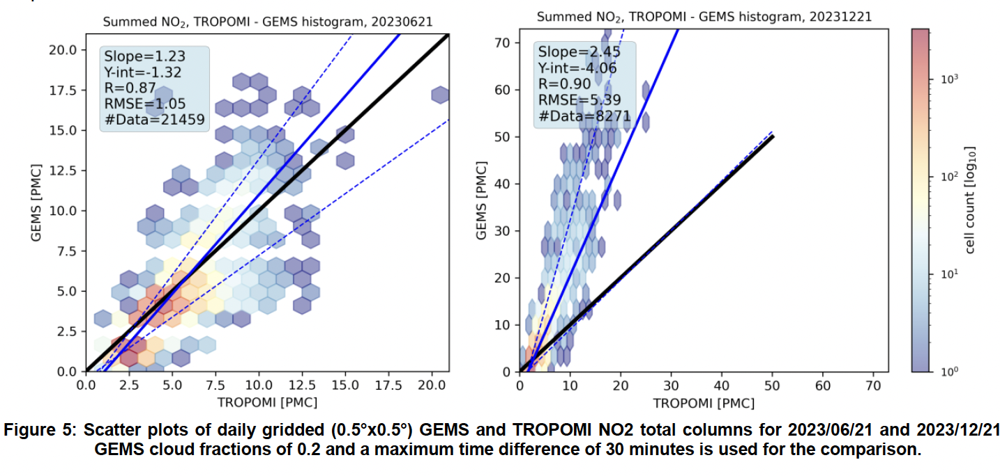 Summed NO₂, TROPOMI - GEMS histogram, 20230621
Slope=1.23
Y-int=-1.32
R=0.87
RMSE=1.05
#Data=21459
20.0
17.5
15.0
12.5
10.0
7.5
5.0
2.5
0.0
GEMS [PMC]
0.0 2.5 5.0 7.5 10.0 12.5 15.0 17.5 20.0
TROPOMI [PMC]
Summed NO₂, TROPOMI - GEMS histogram, 20231221
Slope=2.45
Y-int=-4.06
R=0.90
RMSE=5.39
#Data=8271
70
60
50
40
30
20
10
0
GEMS [PMC]
0 10 20 30 40 50 60 70
TROPOMI [PMC]
10³
10²
10¹
10⁰
cell count [log₁₀]
Figure 5: Scatter plots of daily gridded (0.5°x0.5°) GEMS and TROPOMI NO2 total columns for 2023/06/21 and 2023/12/21
GEMS cloud fractions of 0.2 and a maximum time difference of 30 minutes is used for the comparison.